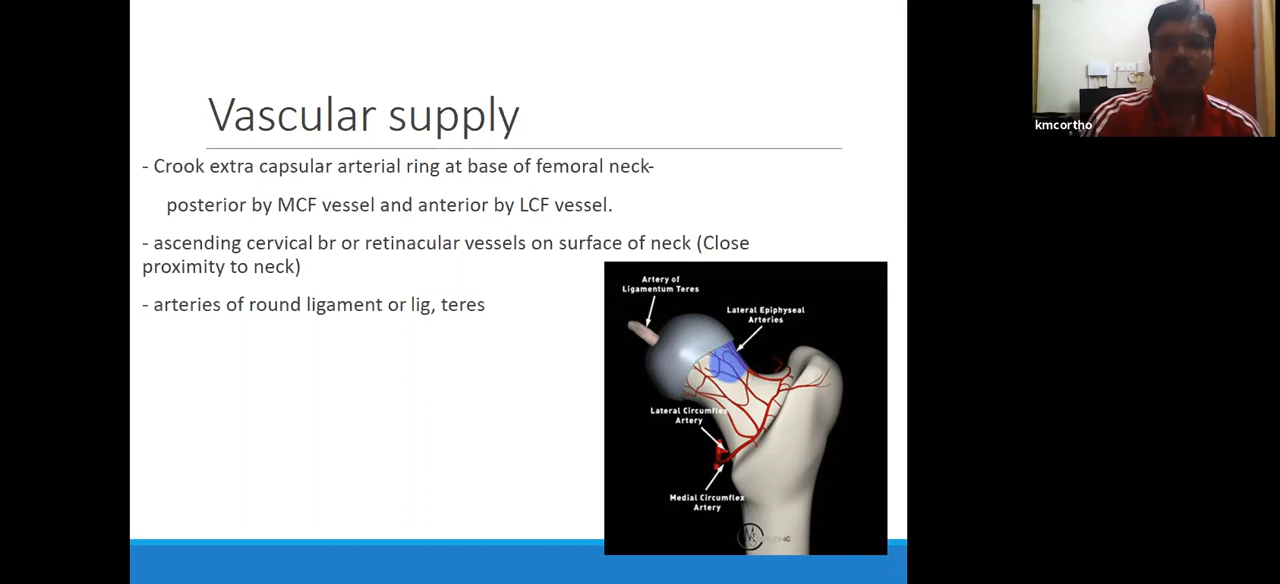 Vascular supply
- Crook extra capsular arterial ring at base of femoral neck-
posterior by MCF vessel and anterior by LCF vessel.
- ascending cervical br or retinacular vessels on surface of neck (Close
proximity to neck)
- arteries of round ligament or lig, teres
Artery of
Ligamentum Teres
Lateral Epiphyseal
Arteries
Lateral Circumflex
Artery
Medial Circumflex
Artery
kmcortho